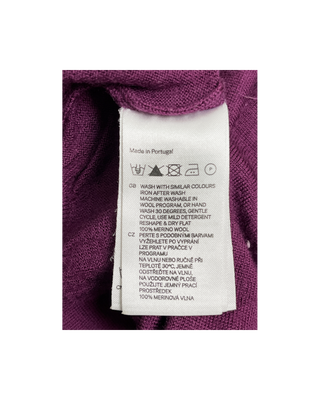 Made in Portugal
GB WASH WITH SIMILAR COLOURS
IRON AFTER WASH
MACHINE WASHABLE IN
WOOL PROGRAM, OR HAND
WASH 30 DEGREES, GENTLE
CYCLE, USE MILD DETERGENT
RESHAPE & DRY FLAT
100% MERINO WOOL
CZ PERTE S PODOBNÝMI BARVAMI
VYŽEHLETE PO VYPRÁNÍ
LZE PRÁT V PRAČCE V
PROGRAMU
NA VLNU NEBO RUČNĚ PŘI
TEPLOTĚ 30°C, JEMNĚ
ODSTŘEĎTE NA VLNU,
NA VODOROVNÉ PLOŠE
POUŽIJTE JEMNÝ PRACÍ
PROSTŘEDEK
100% MERINOVÁ VLNA